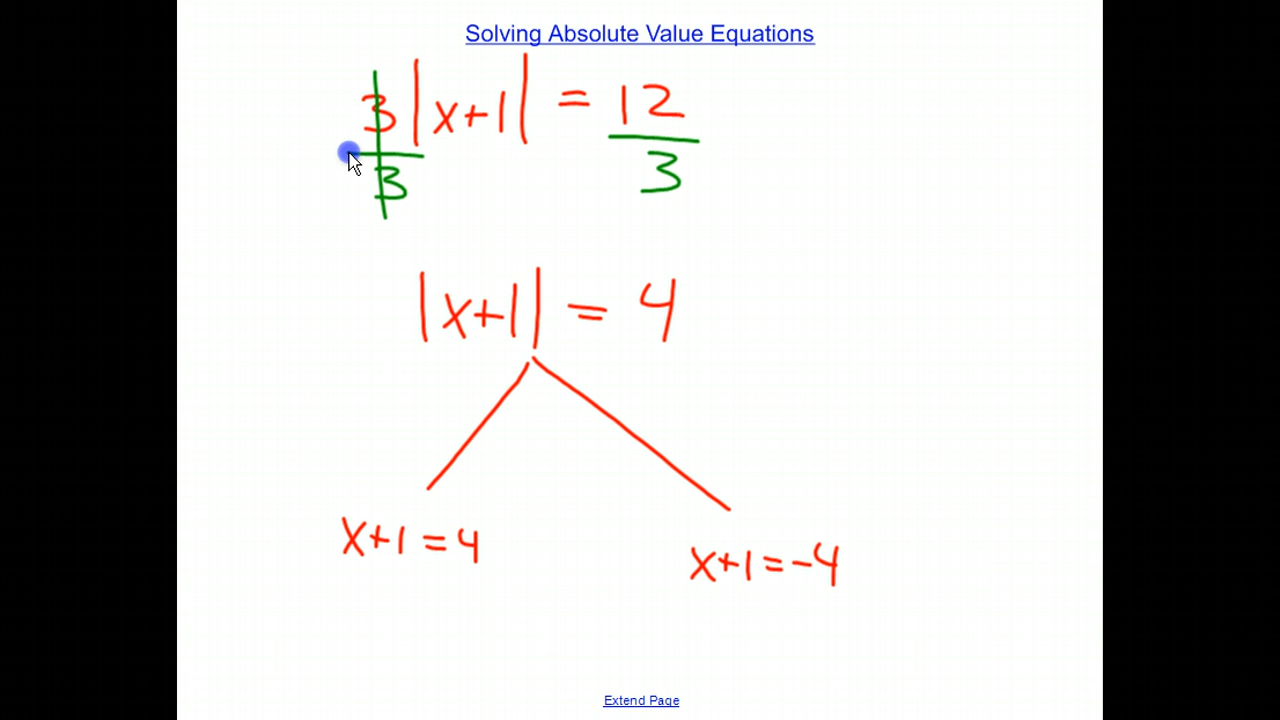 Solving Absolute Value Equations
3|x+1| = 12
3 3
|x+1| = 4
x+1=4
x+1=-4
Extend Page